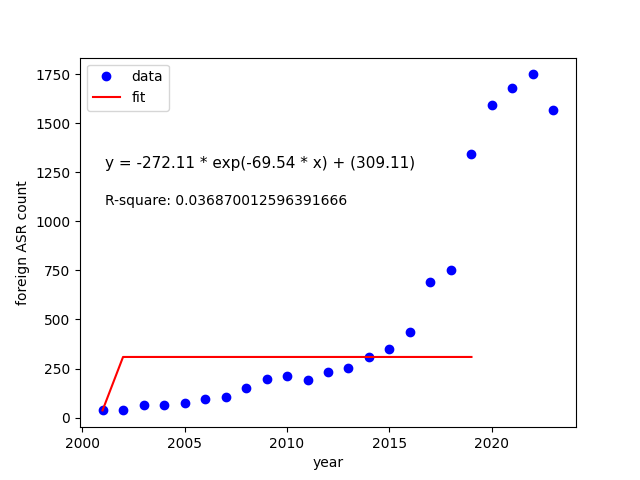 data
fit
y = -272.11 * exp(-69.54 * x) + (309.11)
R-square: 0.036870012596391666
foreign ASR count
1750
1500
1250
1000
750
500
250
0
2000 2005 2010 2015 2020
year